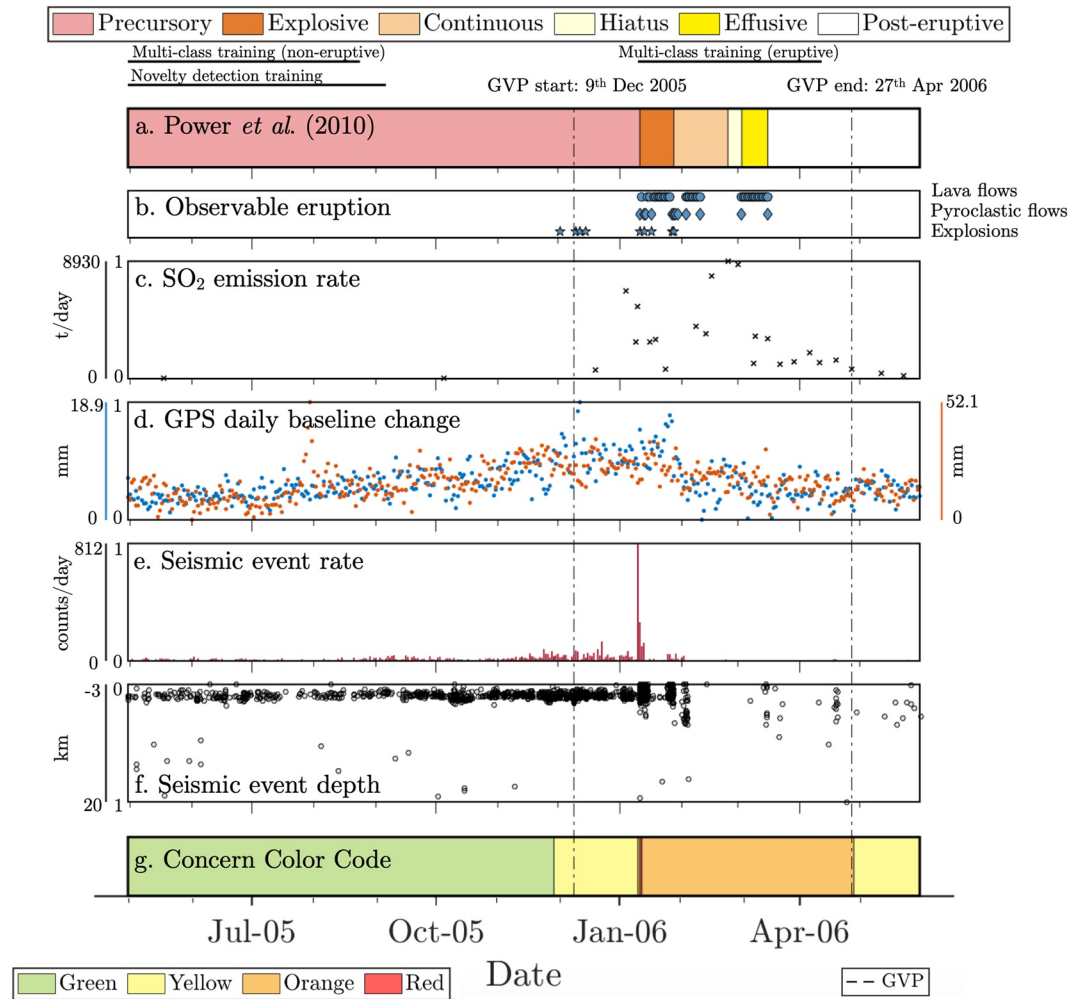 Precursory Explosive Continuous Hiatus Effusive Post-eruptive
Multi-class training (non-eruptive) Multi-class training (eruptive)
Novelty detection training
GVP start: 9th Dec 2005 GVP end: 27th Apr 2006
a. Power et al. (2010)
b. Observable eruption
Lava flows
Pyroclastic flows
Explosions
8930 1
c. SO2 emission rate
t/day
0 0
18.9 1 52.1
d. GPS daily baseline change
mm mm
0 0 0
812 1
e. Seismic event rate
counts/day
0 0
-3 0
km
f. Seismic event depth
20 1
g. Concern Color Code
Jul-05 Oct-05 Jan-06 Apr-06
Date
Green Yellow Orange Red
GVP